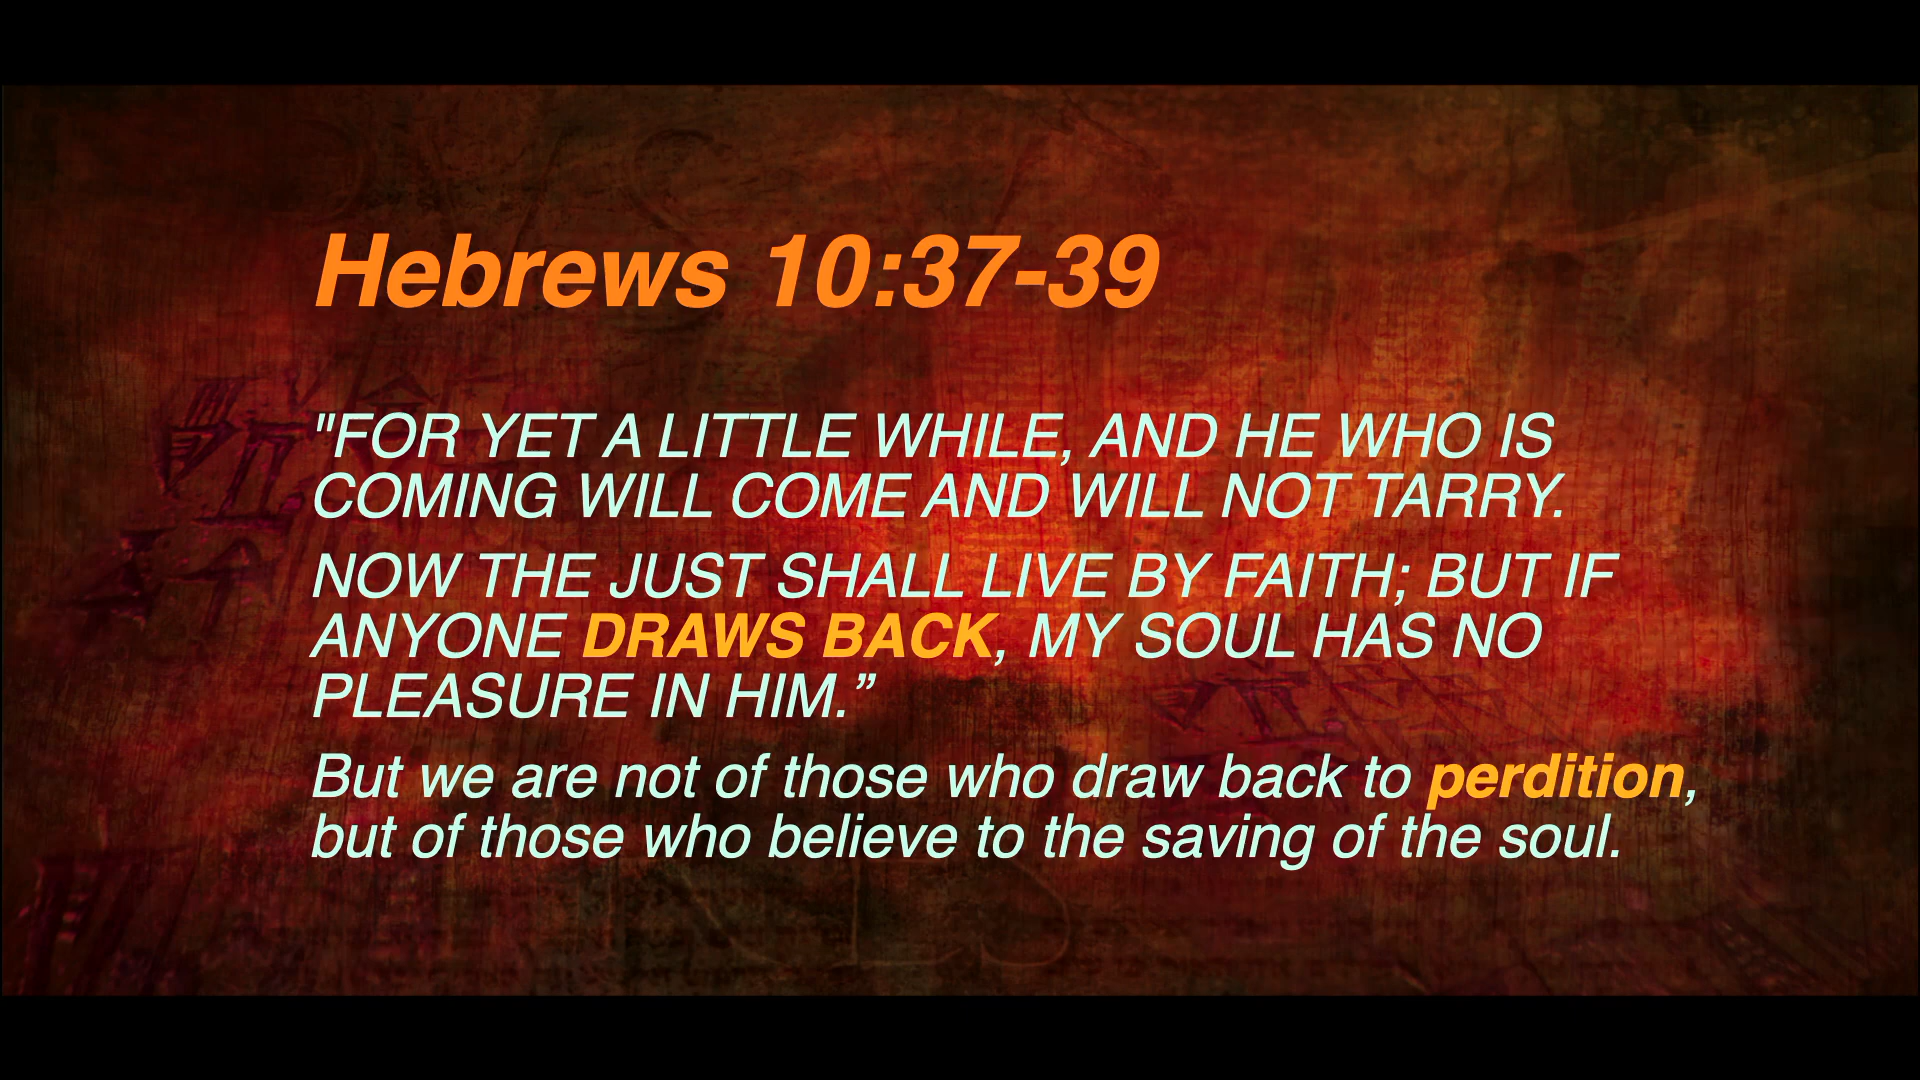 Hebrews 10:37-39
"FOR YET A LITTLE WHILE, AND HE WHO IS
COMING WILL COME AND WILL NOT TARRY.
NOW THE JUST SHALL LIVE BY FAITH; BUT IF
ANYONE DRAWS BACK, MY SOUL HAS NO
PLEASURE IN HIM.”
But we are not of those who draw back to perdition,
but of those who believe to the saving of the soul.